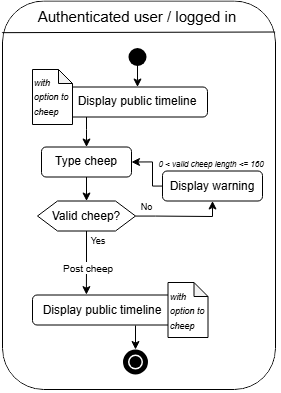 Authenticated user / logged in
with
option to
cheep
Display public timeline
Type cheep
0 < valid cheep length <= 160
Display warning
Valid cheep?
No
Yes
Post cheep
Display public timeline
with
option to
cheep